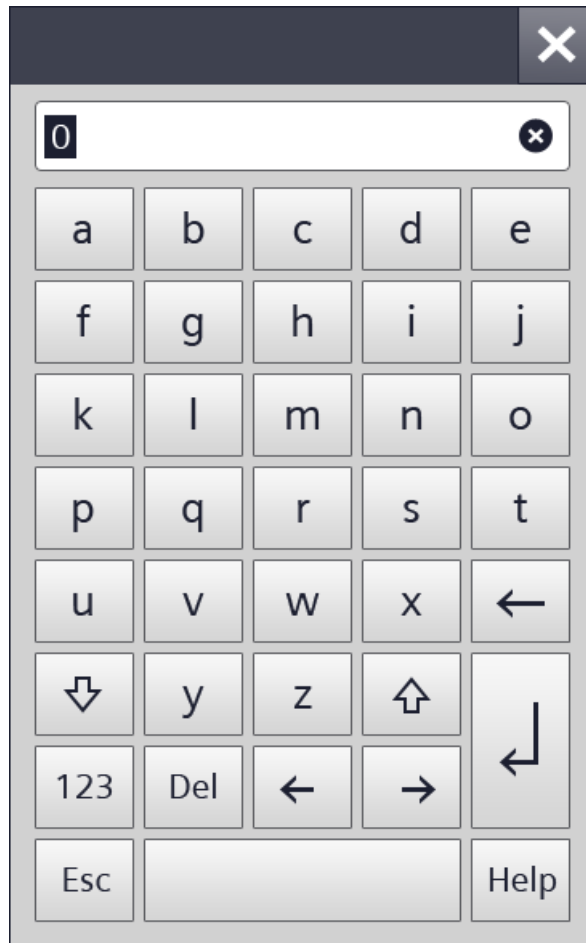 0
a b c d e
f g h i j
k l m n o
p q r s t
u v w x ←
⇩ y z ⇧
123 Del ← → ↵
Esc Help